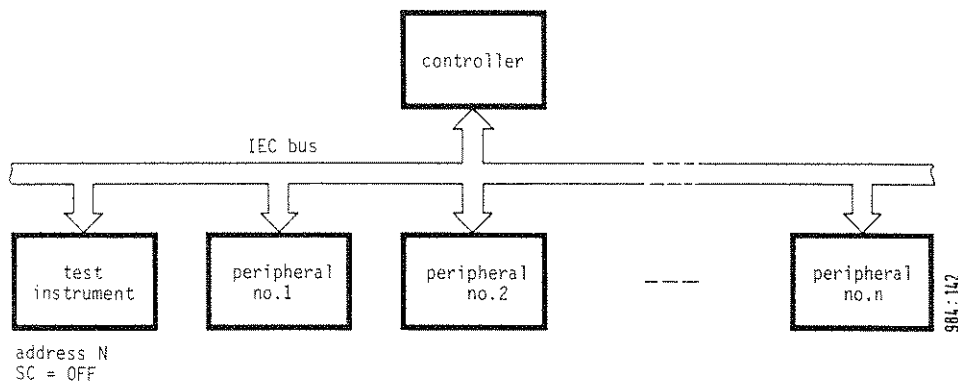 controller
IEC bus
test
instrument
peripheral
no.1
peripheral
no.2
peripheral
no.n
address N
SC = OFF
984:142